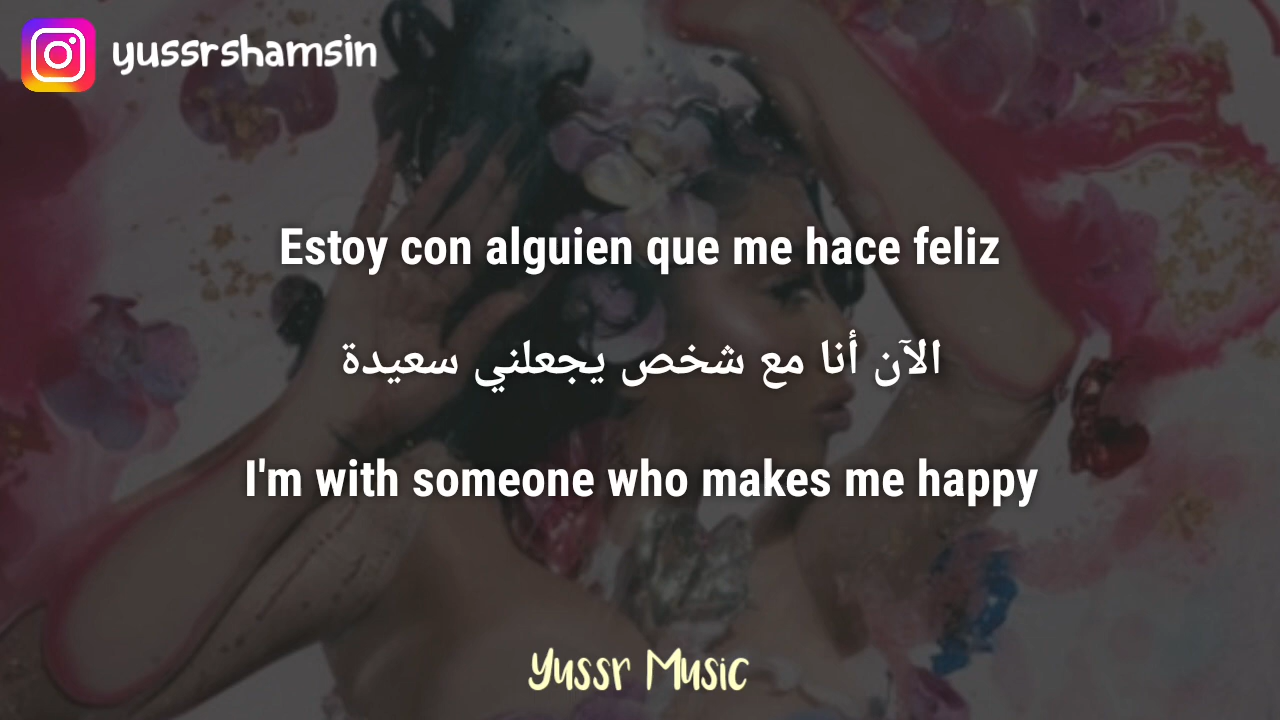 yussrshamsin
Estoy con alguien que me hace feliz
الآن أنا مع شخص يجعلني سعيدة
I'm with someone who makes me happy
Yussr Music